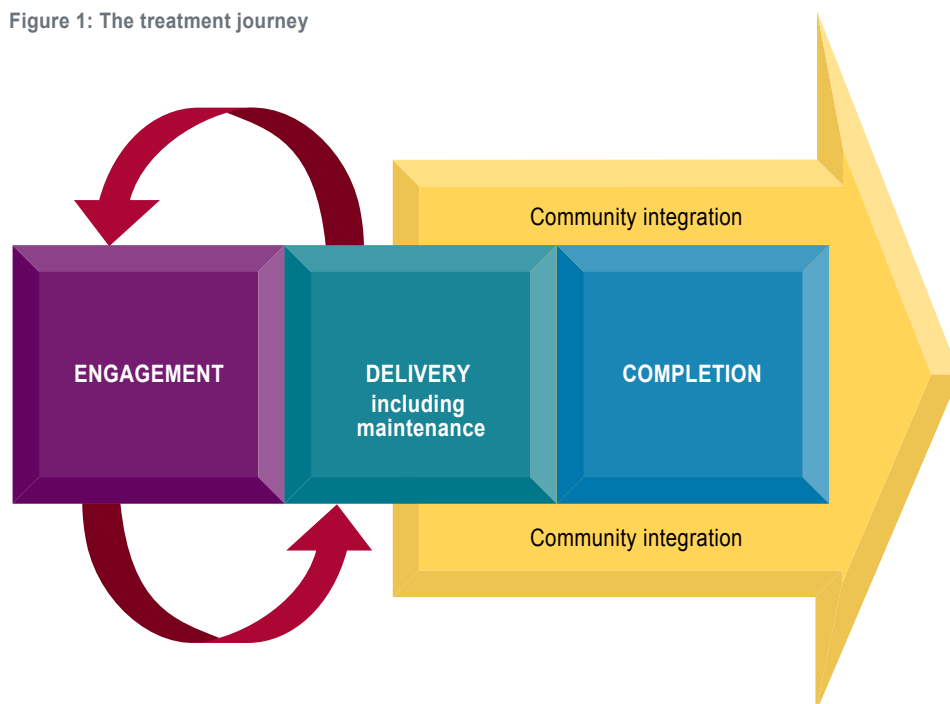 Figure 1: The treatment journey
Community integration
ENGAGEMENT
DELIVERY
including
maintenance
COMPLETION
Community integration